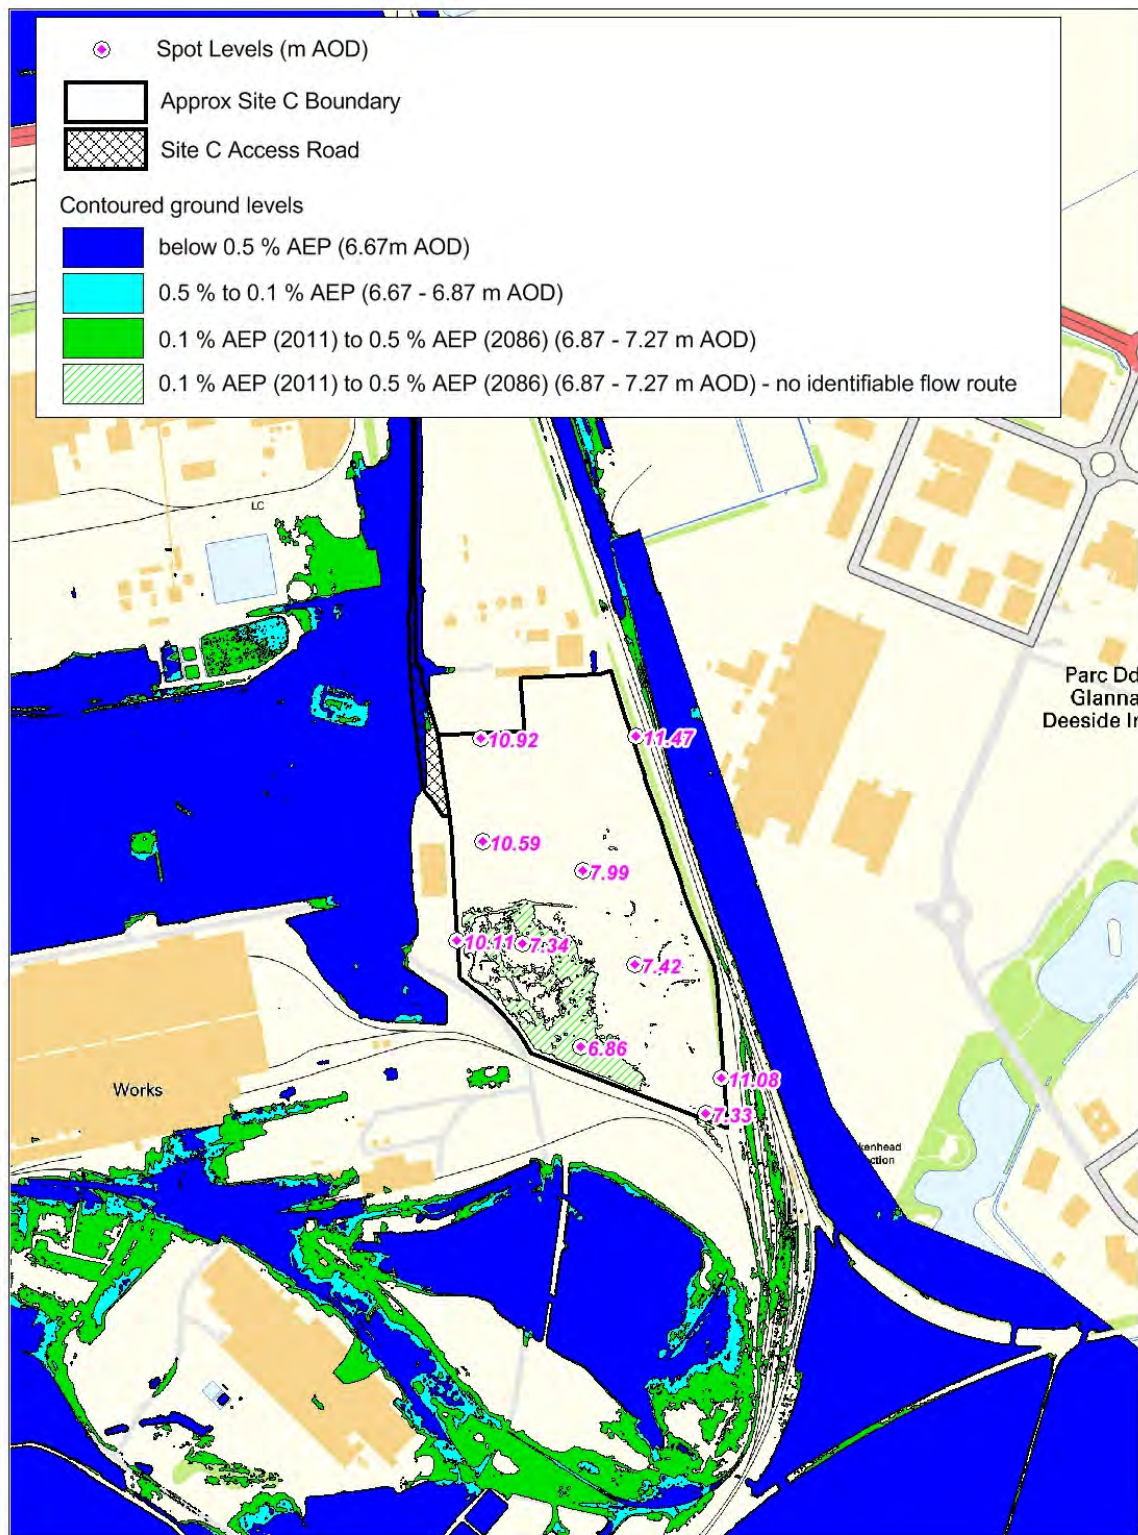 Spot Levels (m AOD)
Approx Site C Boundary
Site C Access Road
Contoured ground levels
below 0.5 % AEP (6.67m AOD)
0.5 % to 0.1 % AEP (6.67 - 6.87 m AOD)
0.1 % AEP (2011) to 0.5 % AEP (2086) (6.87 - 7.27 m AOD)
0.1 % AEP (2011) to 0.5 % AEP (2086) (6.87 - 7.27 m AOD) - no identifiable flow route
LC
Parc Dd
Glanna
Deeside In
10.92
11.47
10.59
7.99
10.11
7.34
7.42
6.86
11.08
7.33
Works
kenhead
ction